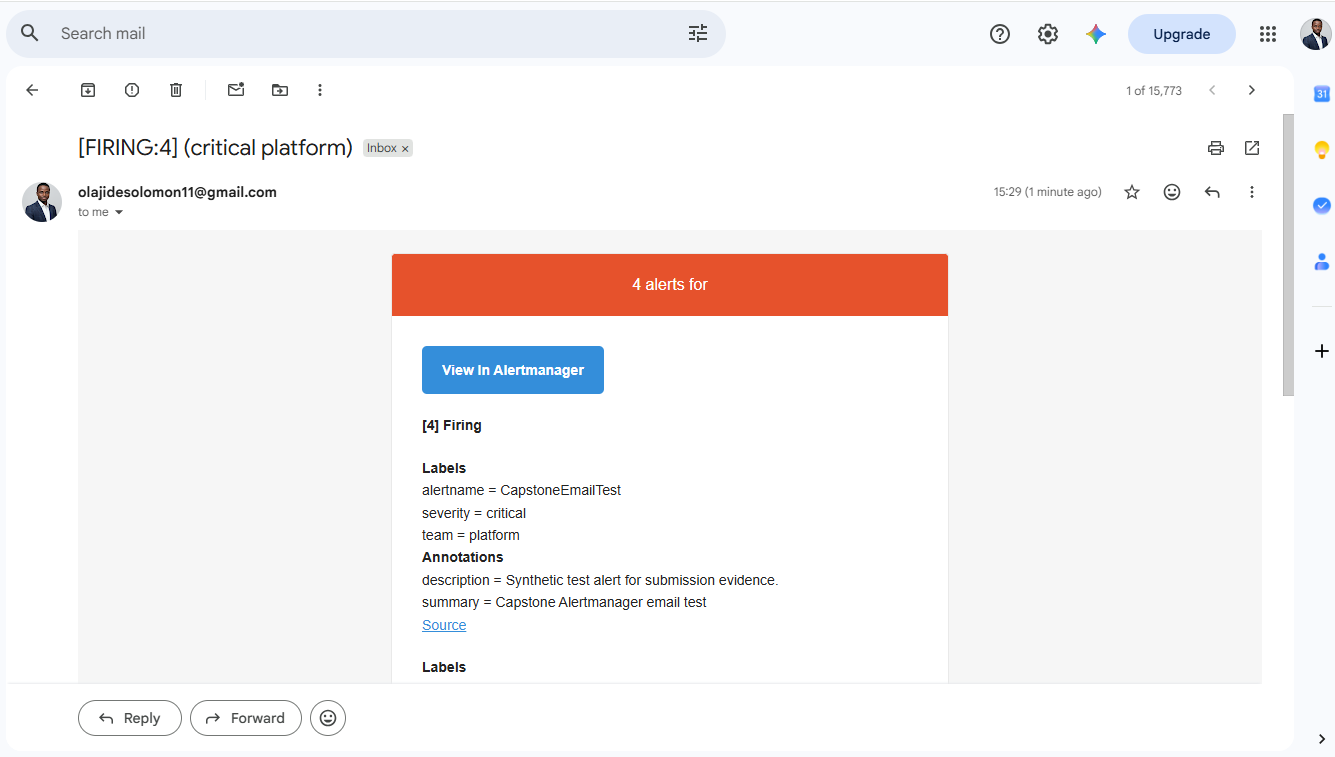 Search mail
Upgrade
1 of 15,773
31
[FIRING:4] (critical platform)
Inbox ×
olajidesolomon11@gmail.com
15:29 (1 minute ago)
to me
4 alerts for
View in Alertmanager
[4] Firing
Labels
alertname = CapstoneEmailTest
severity = critical
team = platform
Annotations
description = Synthetic test alert for submission evidence.
summary = Capstone Alertmanager email test
Source
Labels
Reply
Forward